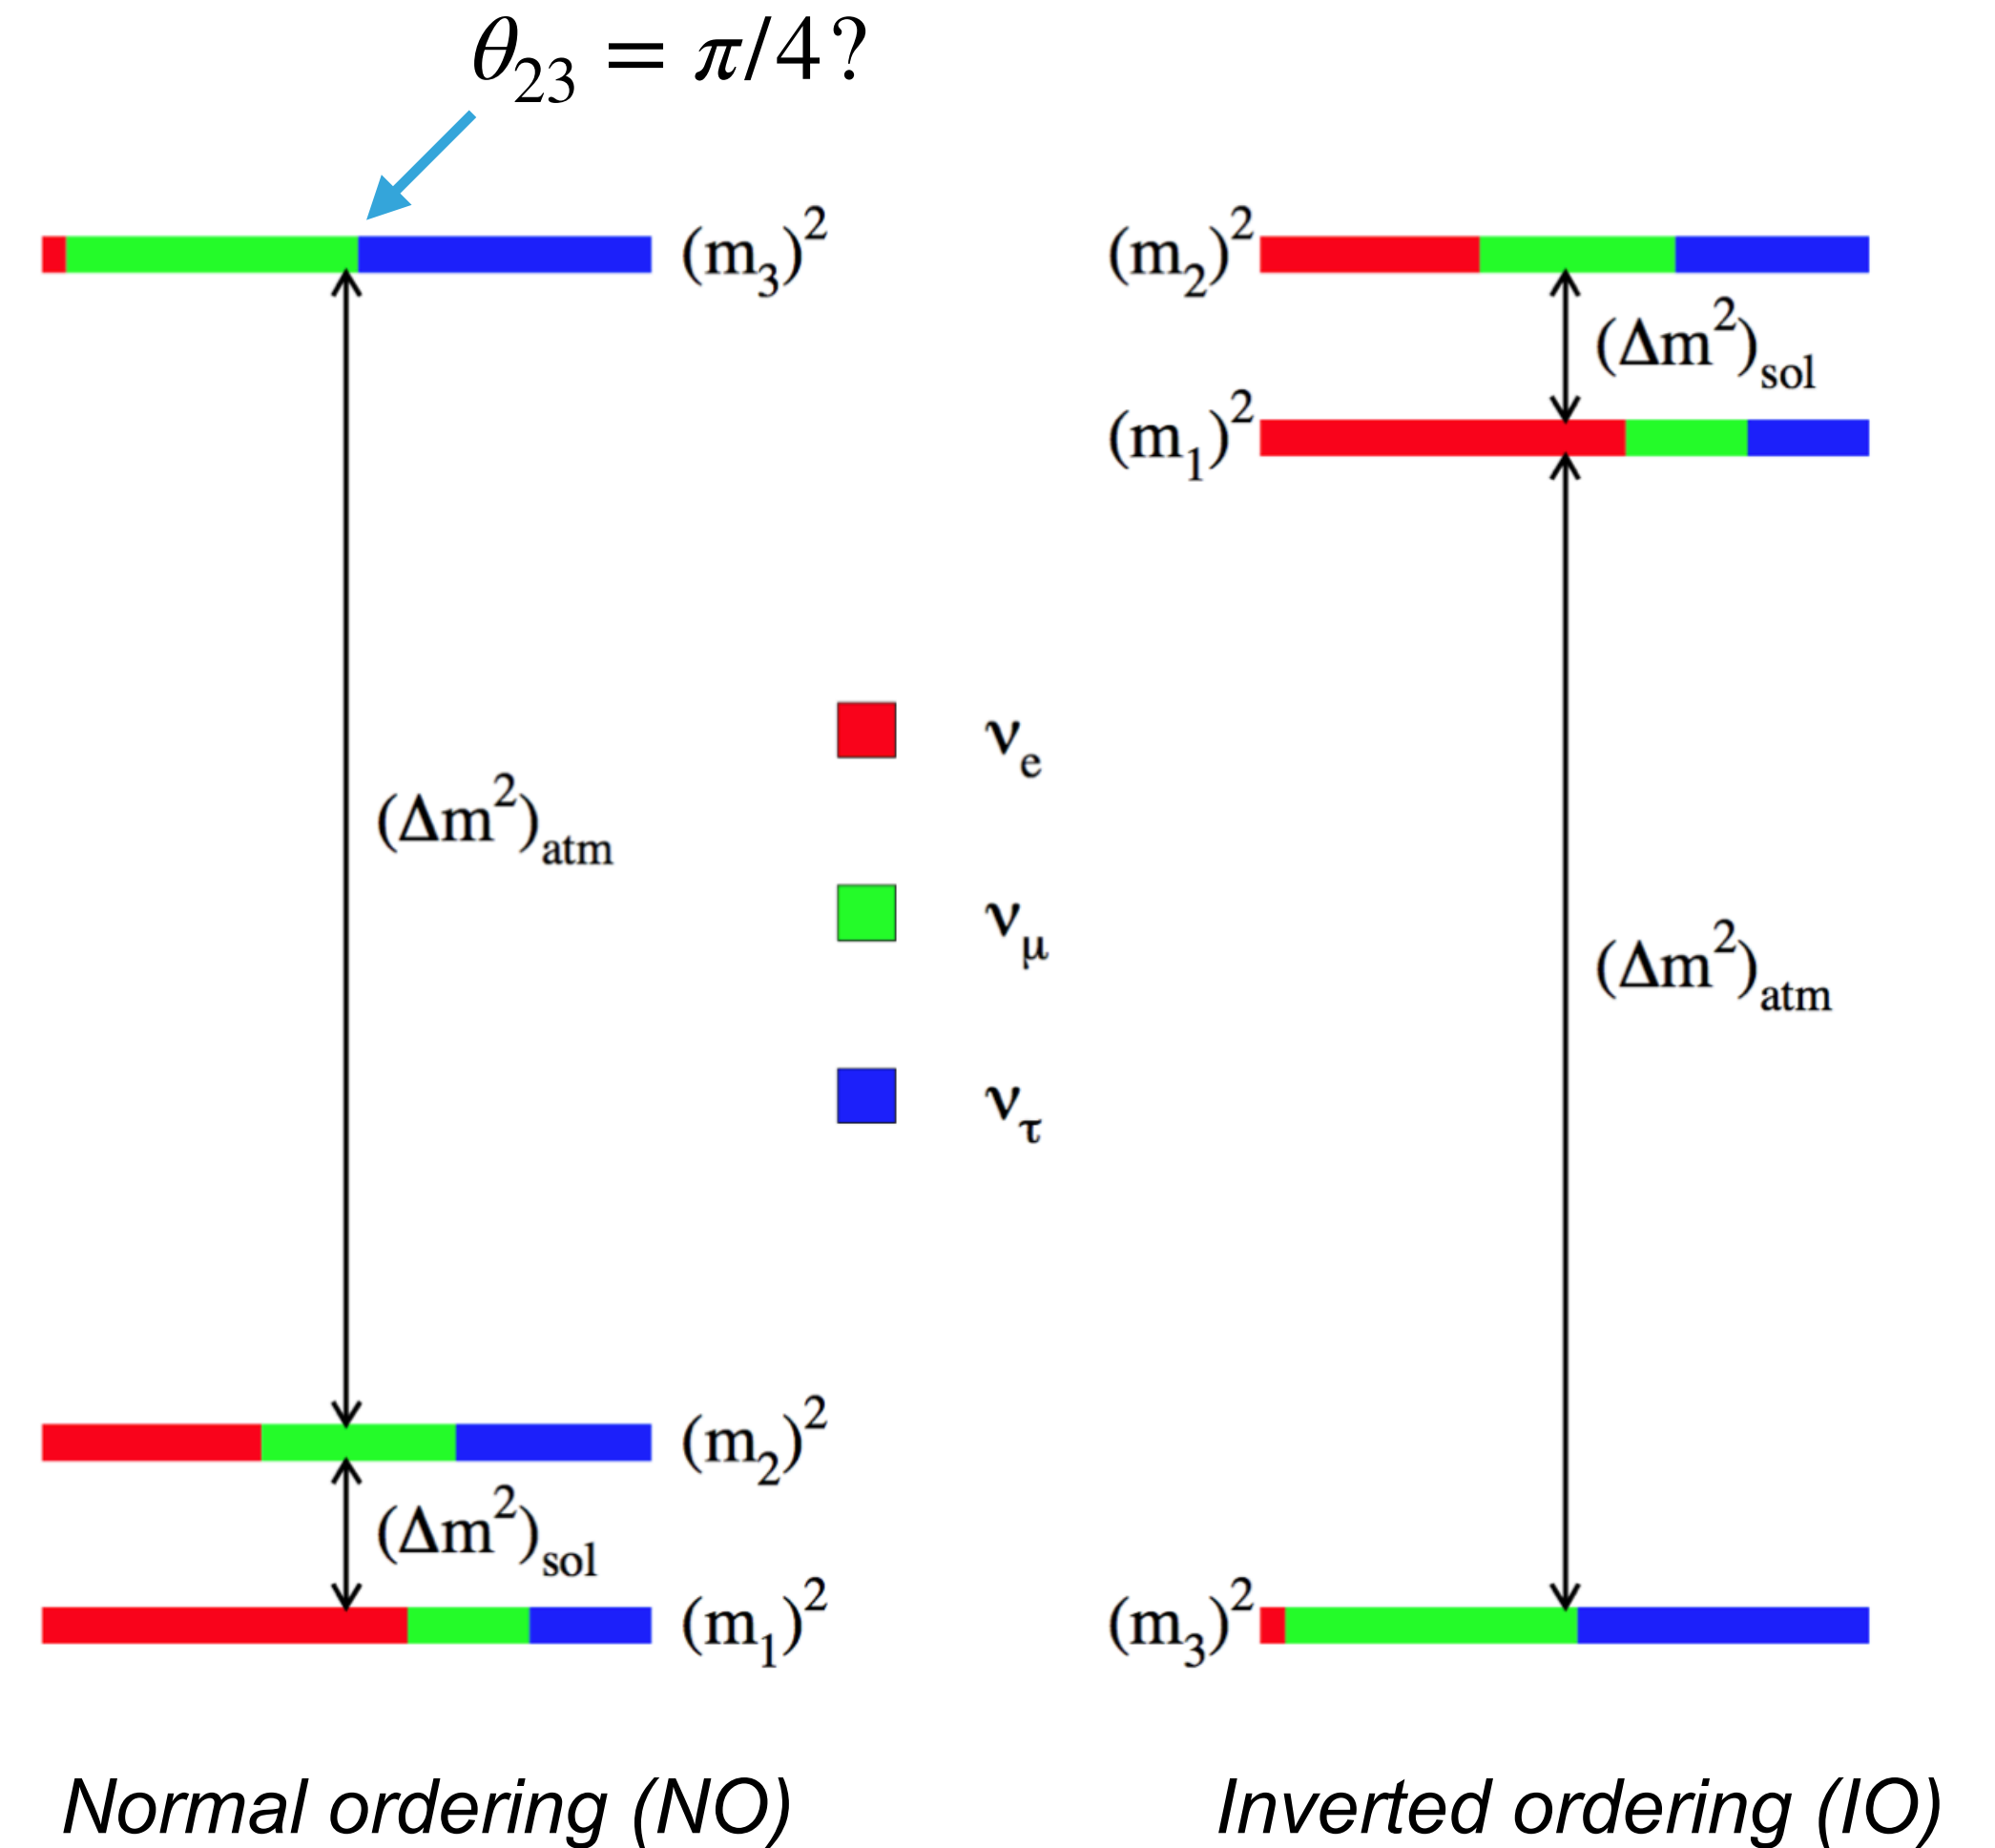 θ₂₃ = π/4?
(m₃)²
(Δm²)atm
(m₂)²
(Δm²)sol
(m₁)²
Normal ordering (NO)
νe
νμ
ντ
(m₂)²
(Δm²)sol
(m₁)²
(Δm²)atm
(m₃)²
Inverted ordering (IO)